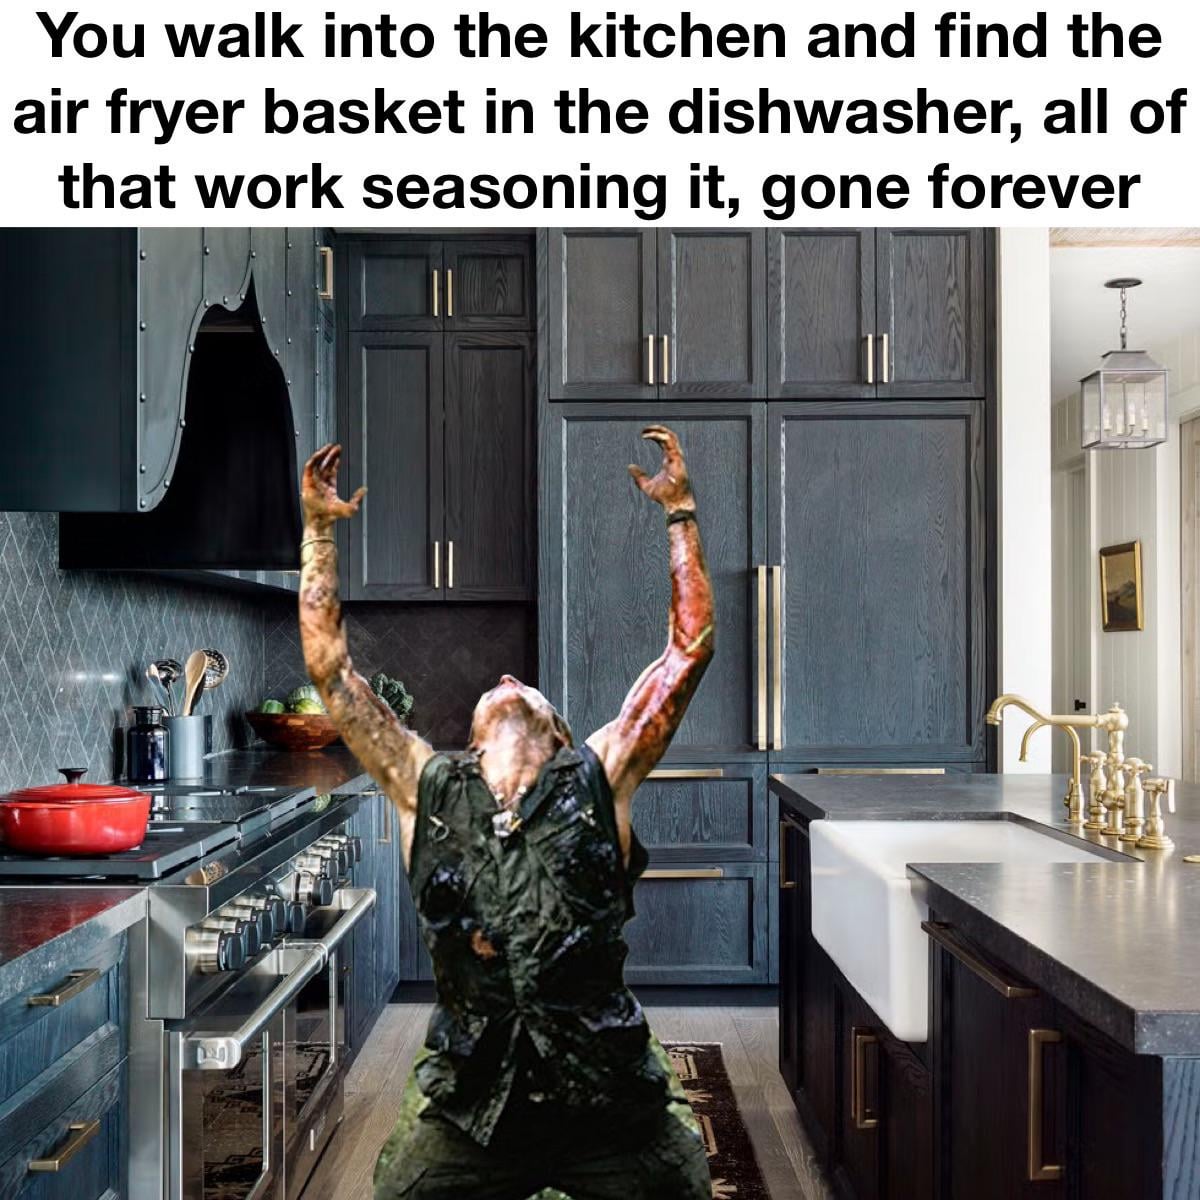 You walk into the kitchen and find the
air fryer basket in the dishwasher, all of
that work seasoning it, gone forever